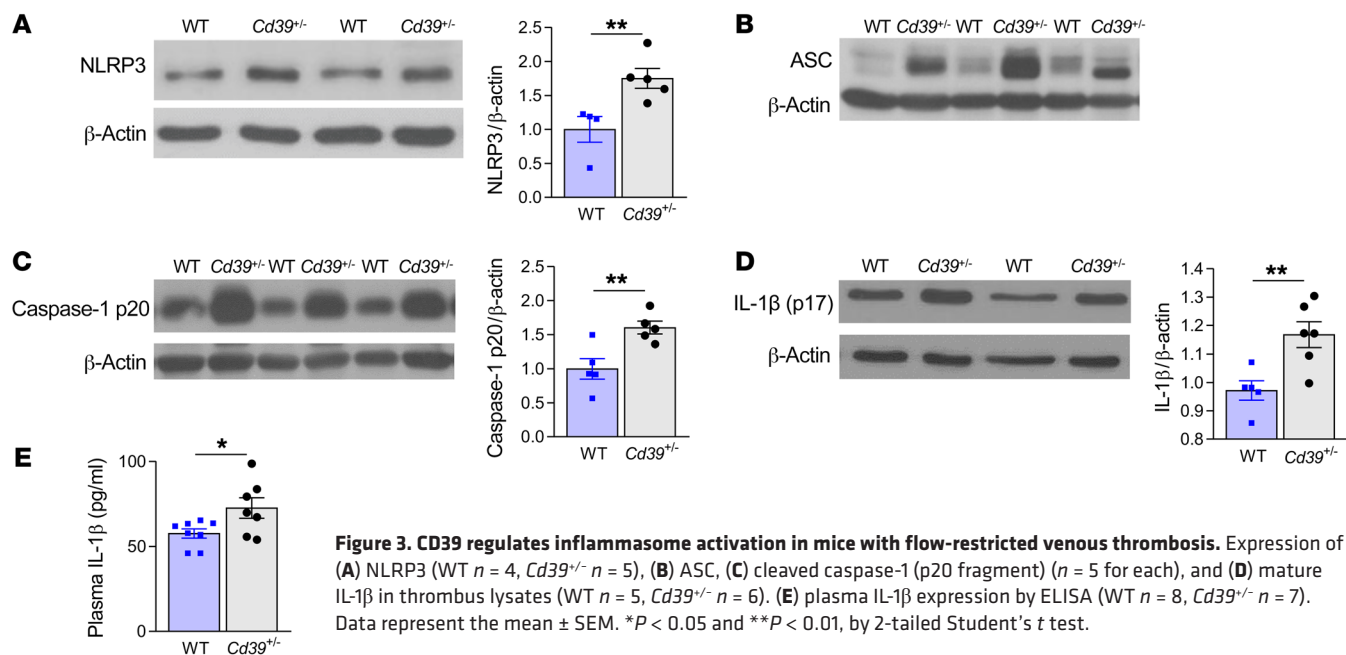 A
WT Cd39+/- WT Cd39+/-
NLRP3
β-Actin
NLRP3/β-actin
2.5
2.0
1.5
1.0
0.5
0.0
**
WT Cd39+/-
B
WT Cd39+/- WT Cd39+/- WT Cd39+/-
ASC
β-Actin
C
WT Cd39+/- WT Cd39+/- WT Cd39+/-
Caspase-1 p20
β-Actin
Caspase-1 p20/β-actin
2.5
2.0
1.5
1.0
0.5
0.0
**
WT Cd39+/-
D
WT Cd39+/- WT Cd39+/-
IL-1β (p17)
β-Actin
IL-1β/β-actin
1.4
1.3
1.2
1.1
1.0
0.9
0.8
**
WT Cd39+/-
E
Plasma IL-1β (pg/ml)
100
50
0
*
WT Cd39+/-
Figure 3. CD39 regulates inflammasome activation in mice with flow-restricted venous thrombosis. Expression of
(A) NLRP3 (WT n = 4, Cd39+/- n = 5), (B) ASC, (C) cleaved caspase-1 (p20 fragment) (n = 5 for each), and (D) mature
IL-1β in thrombus lysates (WT n = 5, Cd39+/- n = 6). (E) plasma IL-1β expression by ELISA (WT n = 8, Cd39+/- n = 7).
Data represent the mean ± SEM. *P < 0.05 and **P < 0.01, by 2-tailed Student's t test.